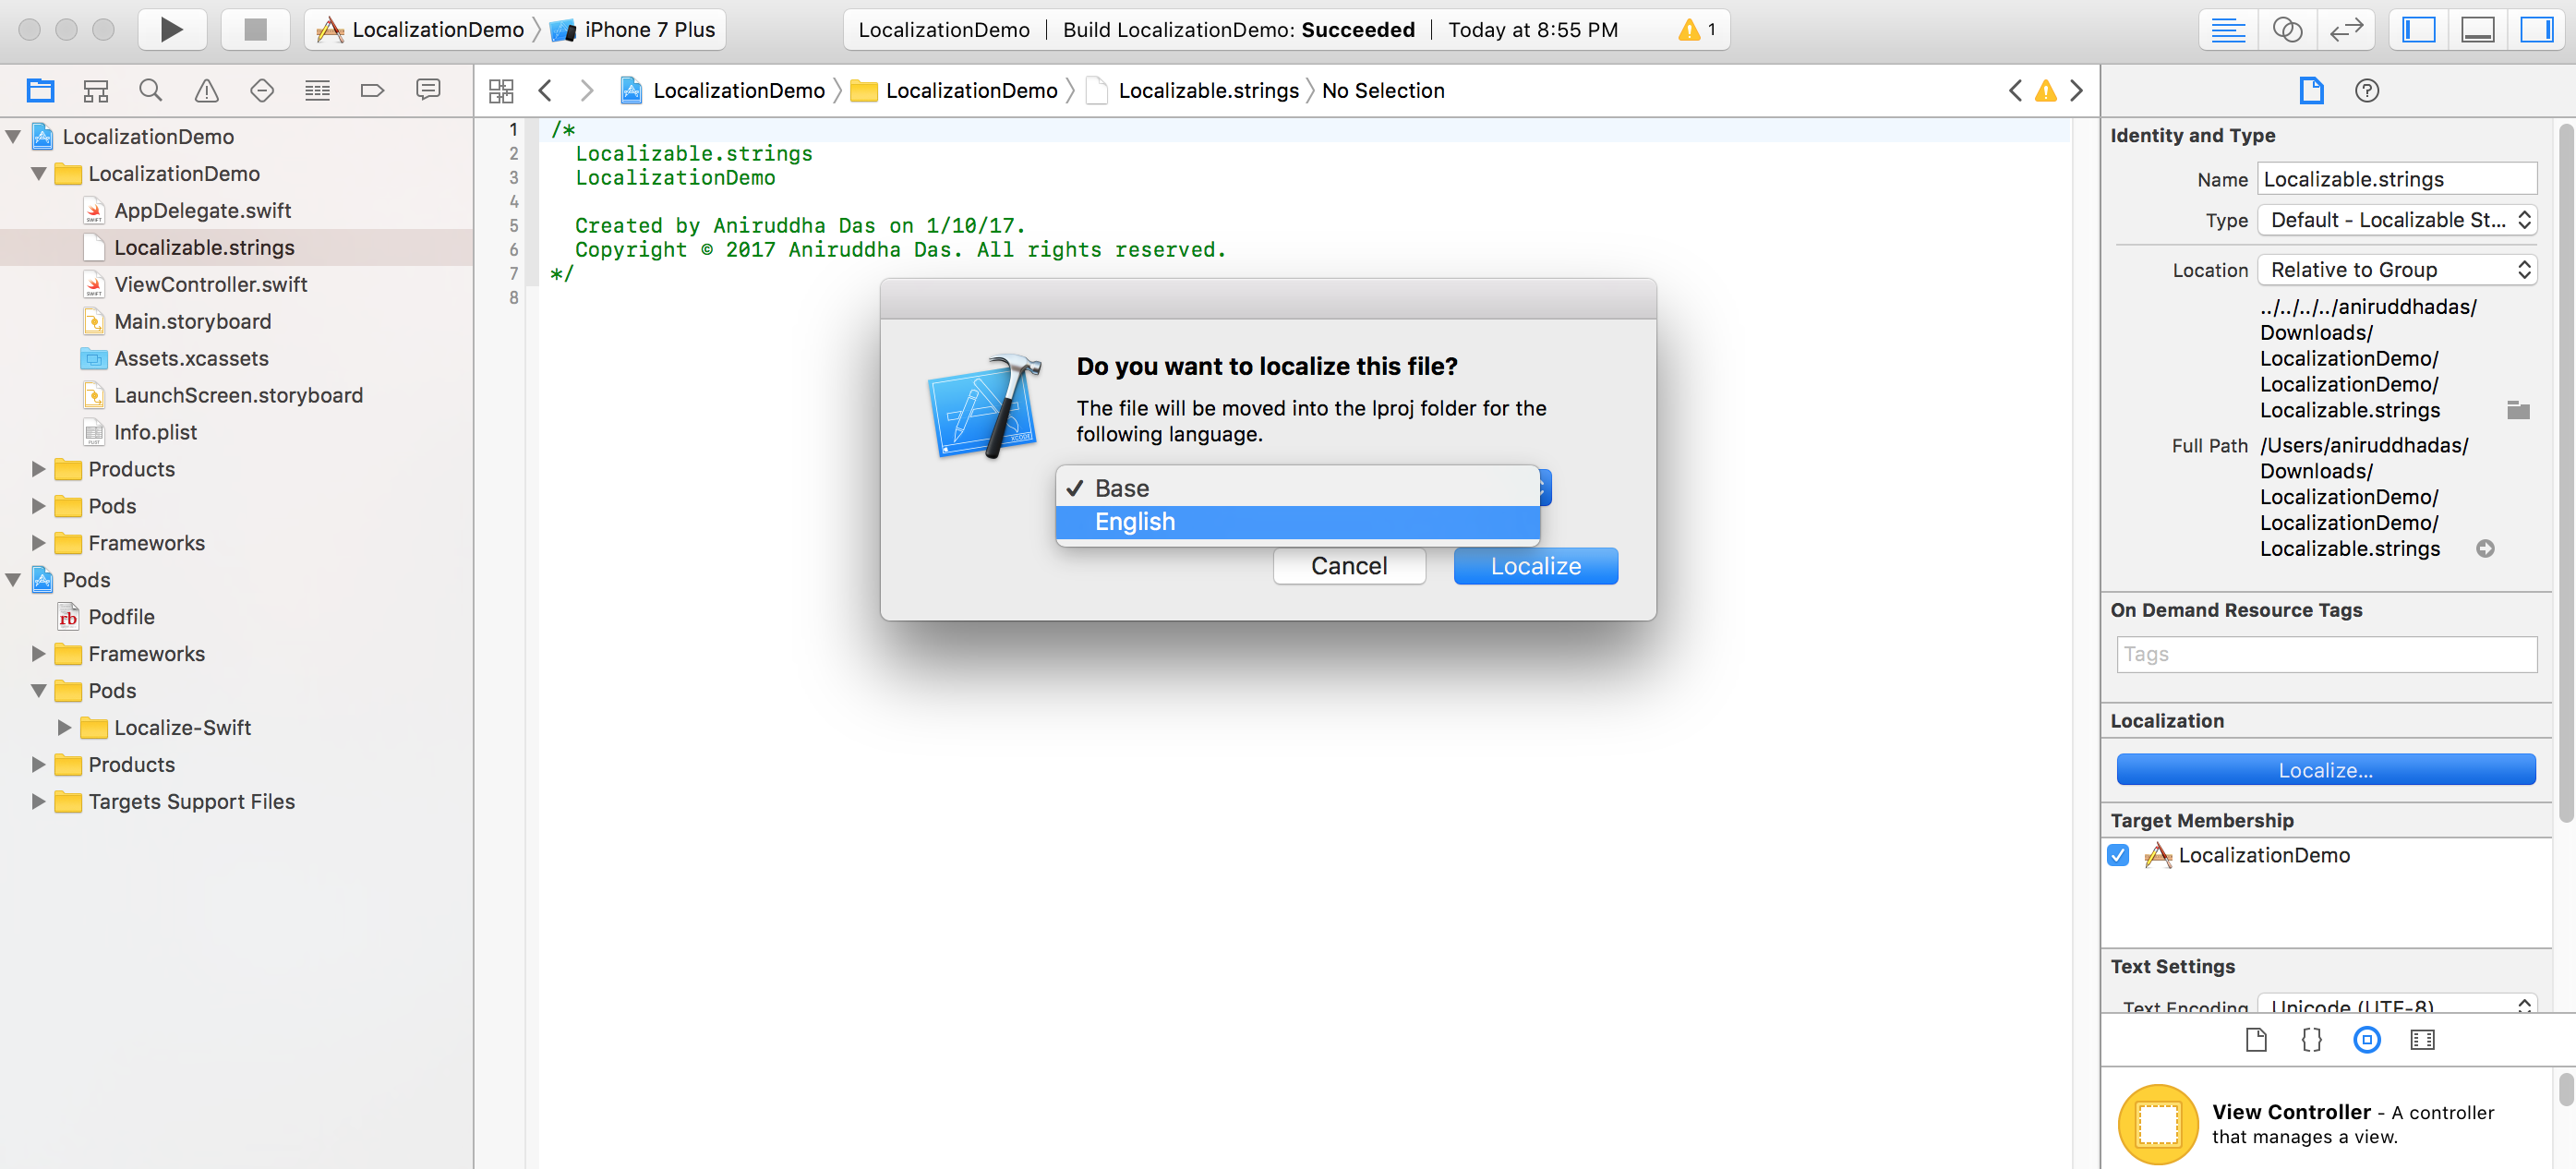 LocalizationDemo iPhone 7 Plus
LocalizationDemo Build LocalizationDemo: Succeeded Today at 8:55 PM 1
LocalizationDemo LocalizationDemo Localizable.strings No Selection
LocalizationDemo
LocalizationDemo
AppDelegate.swift
Localizable.strings
ViewController.swift
Main.storyboard
Assets.xcassets
LaunchScreen.storyboard
Info.plist
Products
Pods
Frameworks
Pods
Podfile
Frameworks
Pods
Localize-Swift
Products
Targets Support Files
1 /*
2 Localizable.strings
3 LocalizationDemo
4
5 Created by Aniruddha Das on 1/10/17.
6 Copyright © 2017 Aniruddha Das. All rights reserved.
7 */
8
Do you want to localize this file?
The file will be moved into the lproj folder for the
following language.
✓ Base
English
Cancel Localize
Identity and Type
Name Localizable.strings
Type Default - Localizable St...
Location Relative to Group
../../../../aniruddhadas/
Downloads/
LocalizationDemo/
LocalizationDemo/
Localizable.strings
Full Path /Users/aniruddhadas/
Downloads/
LocalizationDemo/
LocalizationDemo/
Localizable.strings
On Demand Resource Tags
Tags
Localization
Localize...
Target Membership
LocalizationDemo
Text Settings
Text Encoding Unicode (UTF-8)
View Controller - A controller
that manages a view.